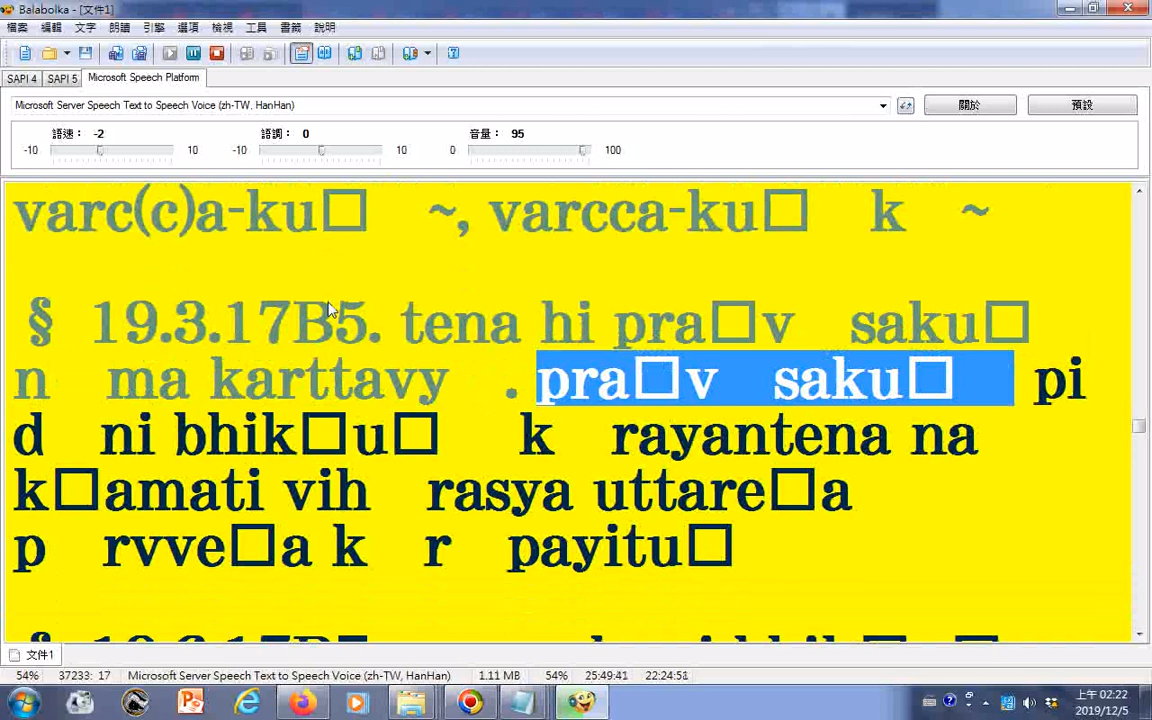 Balabolka - [文件1]
檔案 編輯 文字 朗讀 引擎 選項 檢視 工具 書籤 說明
SAPI 4 SAPI 5 Microsoft Speech Platform
Microsoft Server Speech Text to Speech Voice (zh-TW, HanHan) 關於 預設
語速： -2 語調： 0 音量： 95
-10 10 -10 10 0 100
varc(c)a-ku□ ~, varcca-ku□ k ~
§ 19.3.17B5. tena hi pra□v saku□
n ma karttavy . pra□v saku□ pi
d ni bhik□u□ k rayantena na
k□amati vih rasya uttare□a
p rvve□a k r payitu□
文件1
54% 37233: 17 Microsoft Server Speech Text to Speech Voice (zh-TW, HanHan) 1.11 MB 54% 25:49:41 22:24:51
上午 02:22
2019/12/5